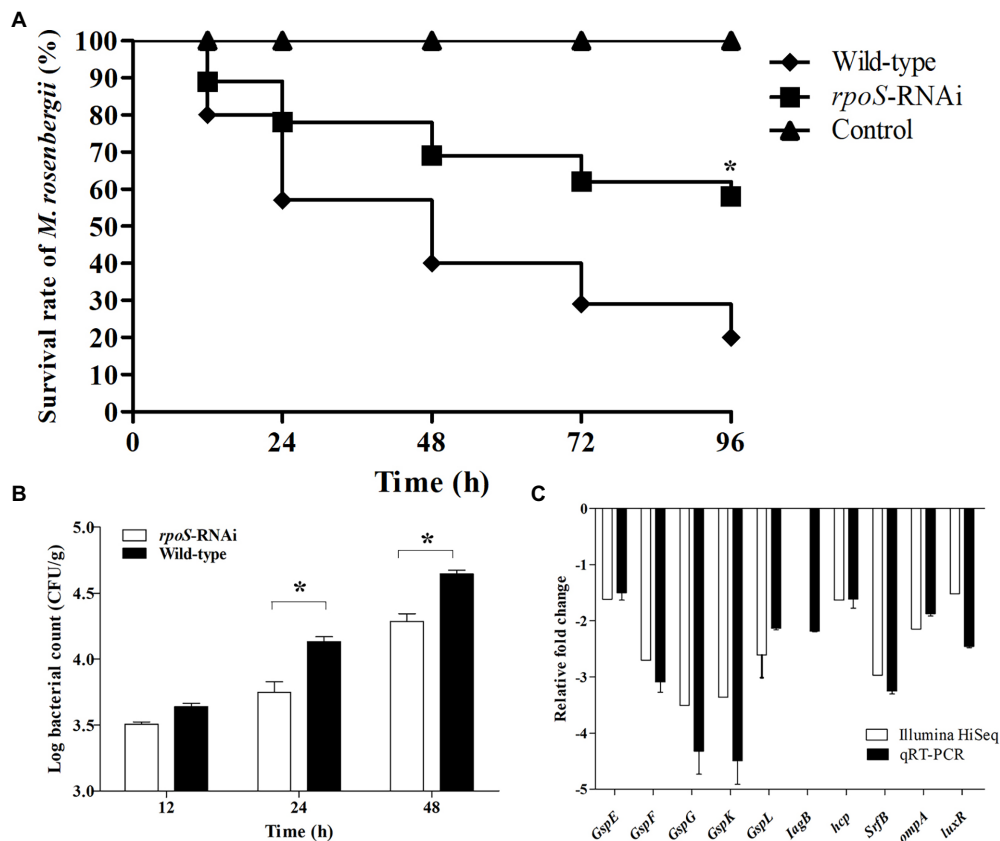 A
Survival rate of M. rosenbergii (%)
100
90
80
70
60
50
40
30
20
10
0
0 24 48 72 96
Time (h)
*
Wild-type
rpoS-RNAi
Control
B
Log bacterial count (CFU/g)
5.0
4.5
4.0
3.5
3.0
rpoS-RNAi
Wild-type
*
*
12 24 48
Time (h)
C
Relative fold change
0
-1
-2
-3
-4
-5
Illumina HiSeq
qRT-PCR
GspE GspF GspG GspK GspL IagB hcp SrfB ompA luxR